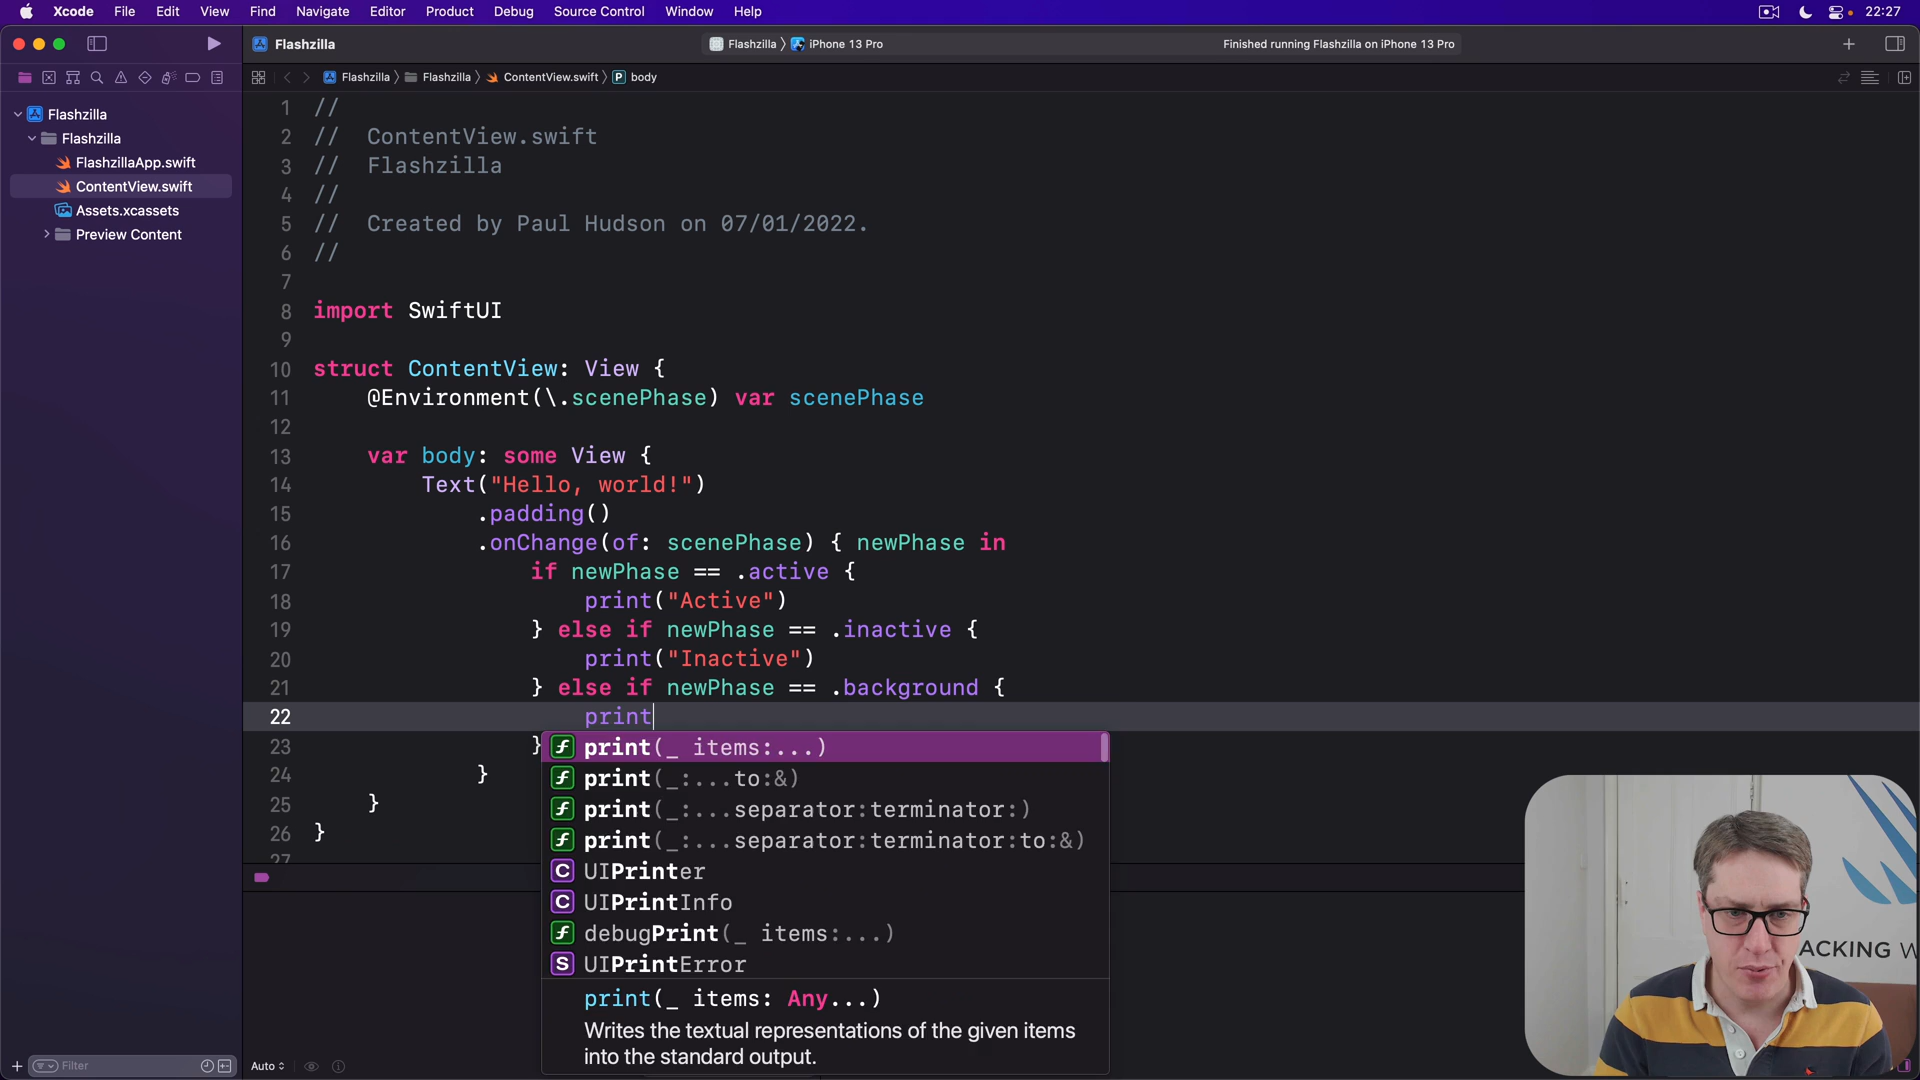 Xcode File Edit View Find Navigate Editor Product Debug Source Control Window Help 22:27
Flashzilla Flashzilla iPhone 13 Pro Finished running Flashzilla on iPhone 13 Pro
Flashzilla Flashzilla ContentView.swift P body
Flashzilla
Flashzilla
FlashzillaApp.swift
ContentView.swift
Assets.xcassets
Preview Content
1 //
2 // ContentView.swift
3 // Flashzilla
4 //
5 // Created by Paul Hudson on 07/01/2022.
6 //
7
8 import SwiftUI
9
10 struct ContentView: View {
11 @Environment(\.scenePhase) var scenePhase
12
13 var body: some View {
14 Text("Hello, world!")
15 .padding()
16 .onChange(of: scenePhase) { newPhase in
17 if newPhase == .active {
18 print("Active")
19 } else if newPhase == .inactive {
20 print("Inactive")
21 } else if newPhase == .background {
22 print
23 }
24 }
25 }
26 }
27
f print(_ items:...)
f print(_:...to:&)
f print(_:...separator:terminator:)
f print(_:...separator:terminator:to:&)
C UIPrinter
C UIPrintInfo
f debugPrint(_ items:...)
S UIPrintError
print(_ items: Any...)
Writes the textual representations of the given items
into the standard output.
Filter
Auto
ACKING W